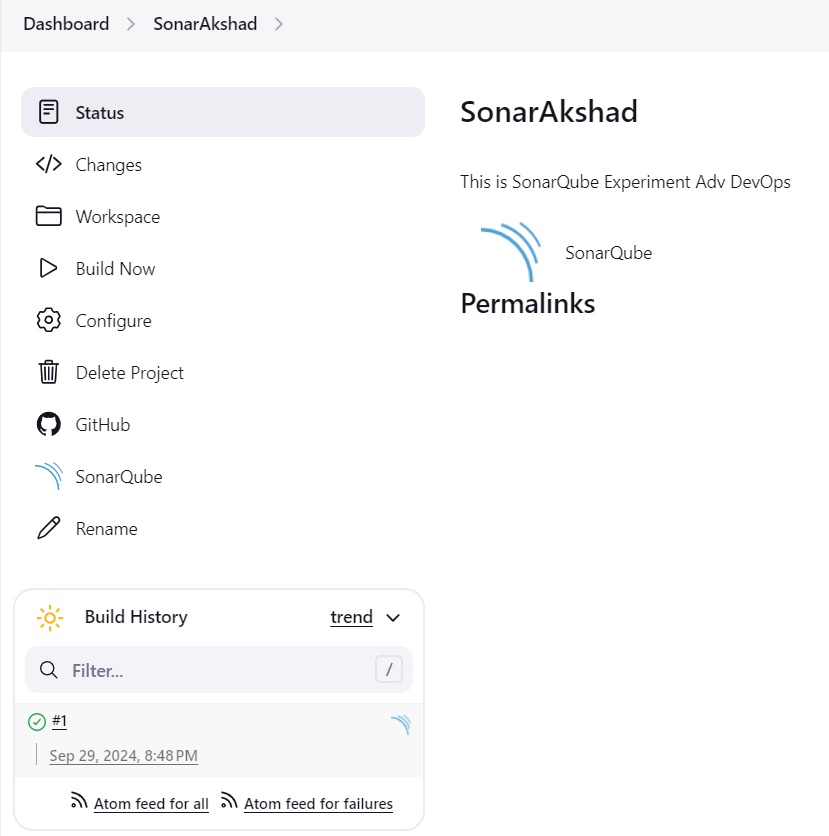 Dashboard > SonarAkshad >
Status
Changes
Workspace
Build Now
Configure
Delete Project
GitHub
SonarQube
Rename
SonarAkshad
This is SonarQube Experiment Adv DevOps
SonarQube
Permalinks
Build History trend
Filter... /
#1
Sep 29, 2024, 8:48 PM
Atom feed for all Atom feed for failures